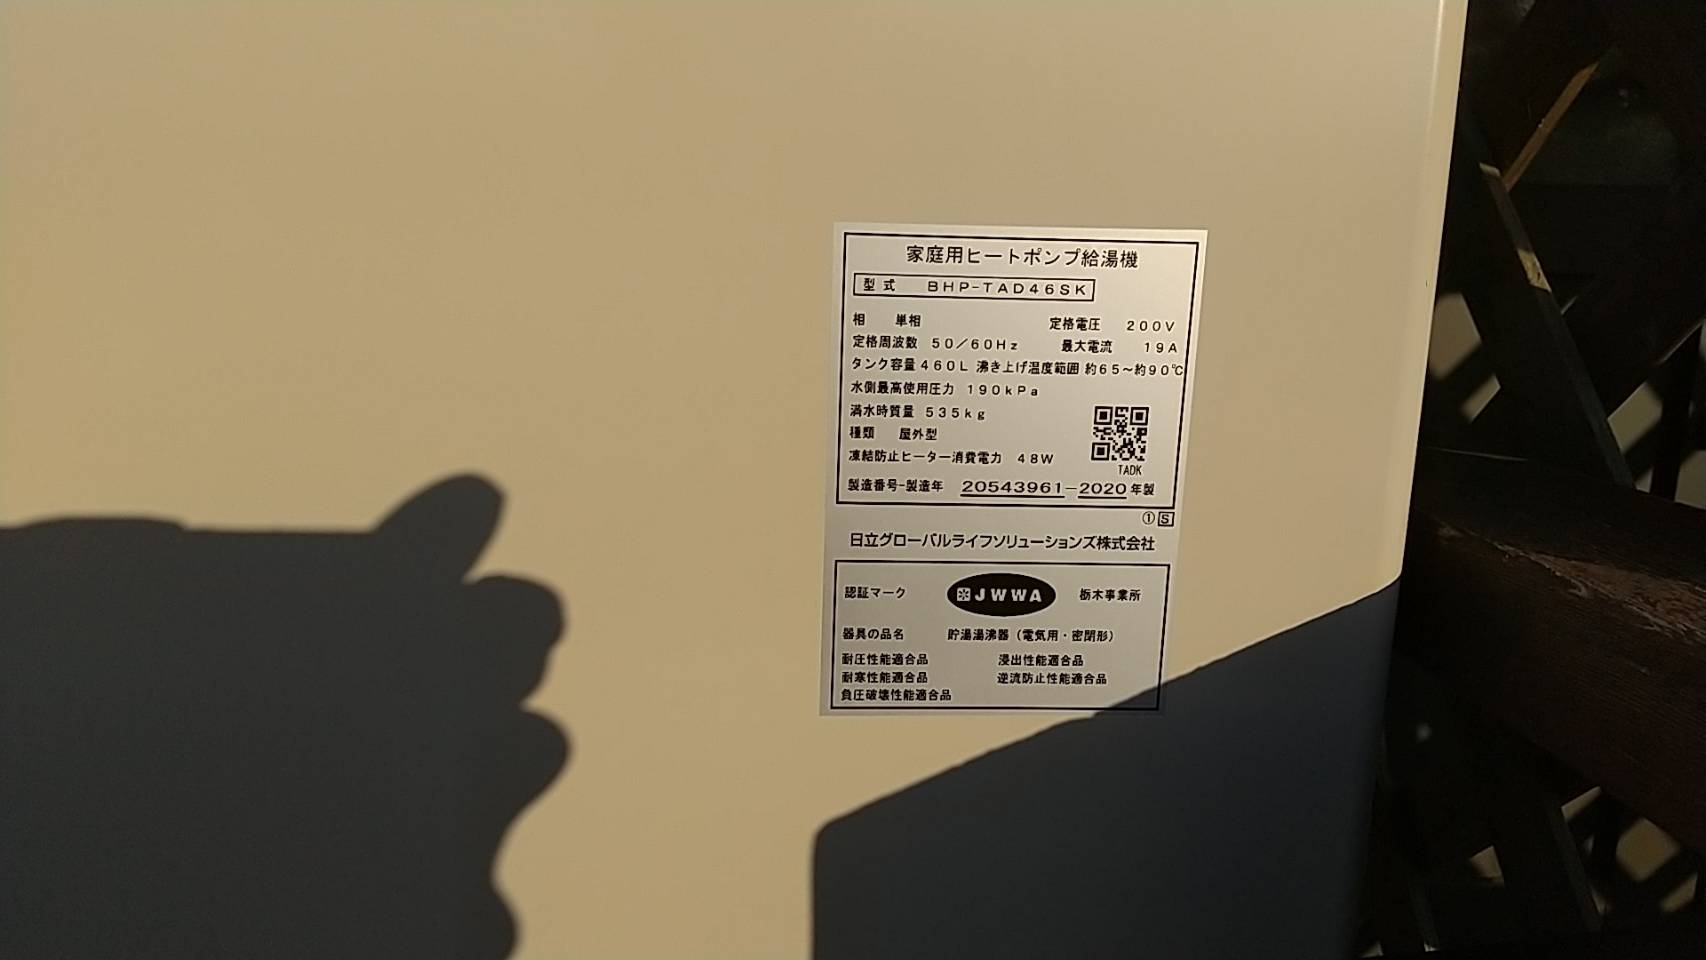 家庭用ヒートポンプ給湯機
型式 BHP-TAD46SK
相 単相 定格電圧 200V
定格周波数 50/60Hz 最大電流 19A
タンク容量460L 沸き上げ温度範囲 約65~約90℃
水側最高使用圧力 190kPa
満水時質量 535kg
種類 屋外型
凍結防止ヒーター消費電力 48W
TADK
製造番号-製造年 20543961-2020年製
① S
日立グローバルライフソリューションズ株式会社
認証マーク JWWA 栃木事業所
器具の品名 貯湯湯沸器(電気用・密閉形)
耐圧性能適合品 浸出性能適合品
耐寒性能適合品 逆流防止性能適合品
負圧破壊性能適合品